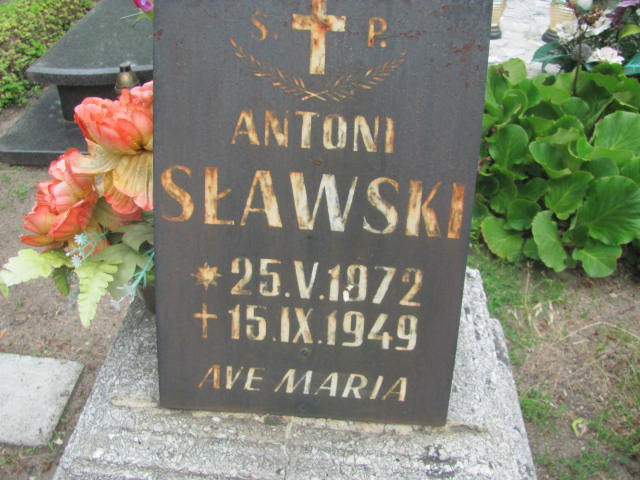 Ś. P.
ANTONI
SŁAWSKI
25.V.1972
15.IX.1949
AVE MARIA